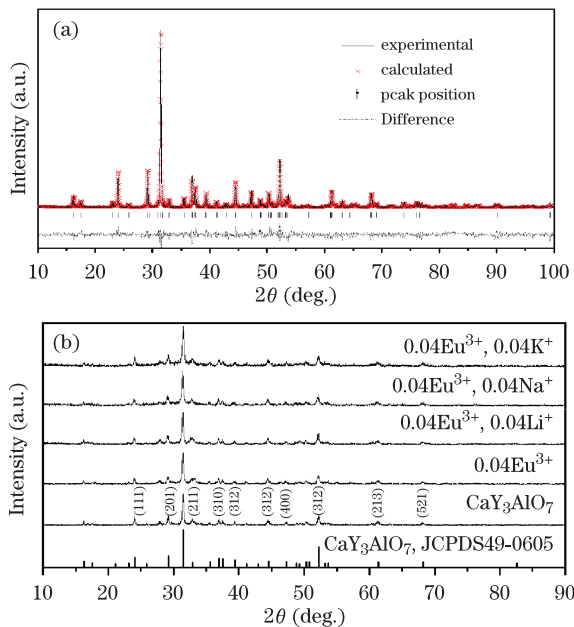 (a)
experimental
calculated
pcak position
Difference
Intensity (a.u.)
10 20 30 40 50 60 70 80 90 100
2θ (deg.)
(b)
0.04Eu³⁺, 0.04K⁺
0.04Eu³⁺, 0.04Na⁺
0.04Eu³⁺, 0.04Li⁺
0.04Eu³⁺
(111) (201) (211) (310) (312) (312) (400) (312) (213) (521)
CaY₃AlO₇
CaY₃AlO₇, JCPDS49-0605
Intensity (a.u.)
10 20 30 40 50 60 70 80 90
2θ (deg.)